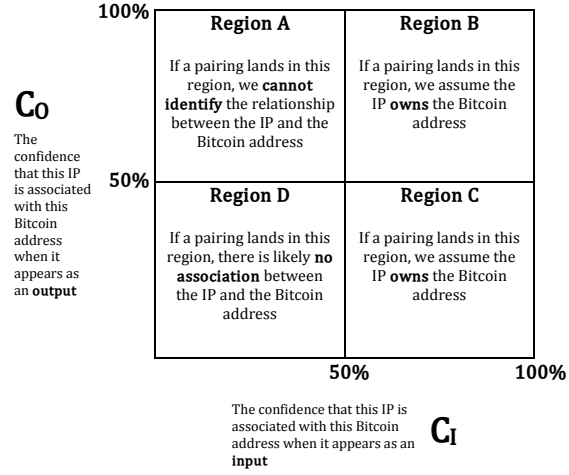 100%
Region A
If a pairing lands in this
region, we cannot
identify the relationship
between the IP and the
Bitcoin address
Region B
If a pairing lands in this
region, we assume the
IP owns the Bitcoin
address
CO
The
confidence
that this IP
is associated
with this
Bitcoin
address
when it
appears as
an output
50%
Region D
If a pairing lands in this
region, there is likely no
association between
the IP and the Bitcoin
address
Region C
If a pairing lands in this
region, we assume the
IP owns the Bitcoin
address
50%
100%
The confidence that this IP is
associated with this Bitcoin
address when it appears as an
input
CI